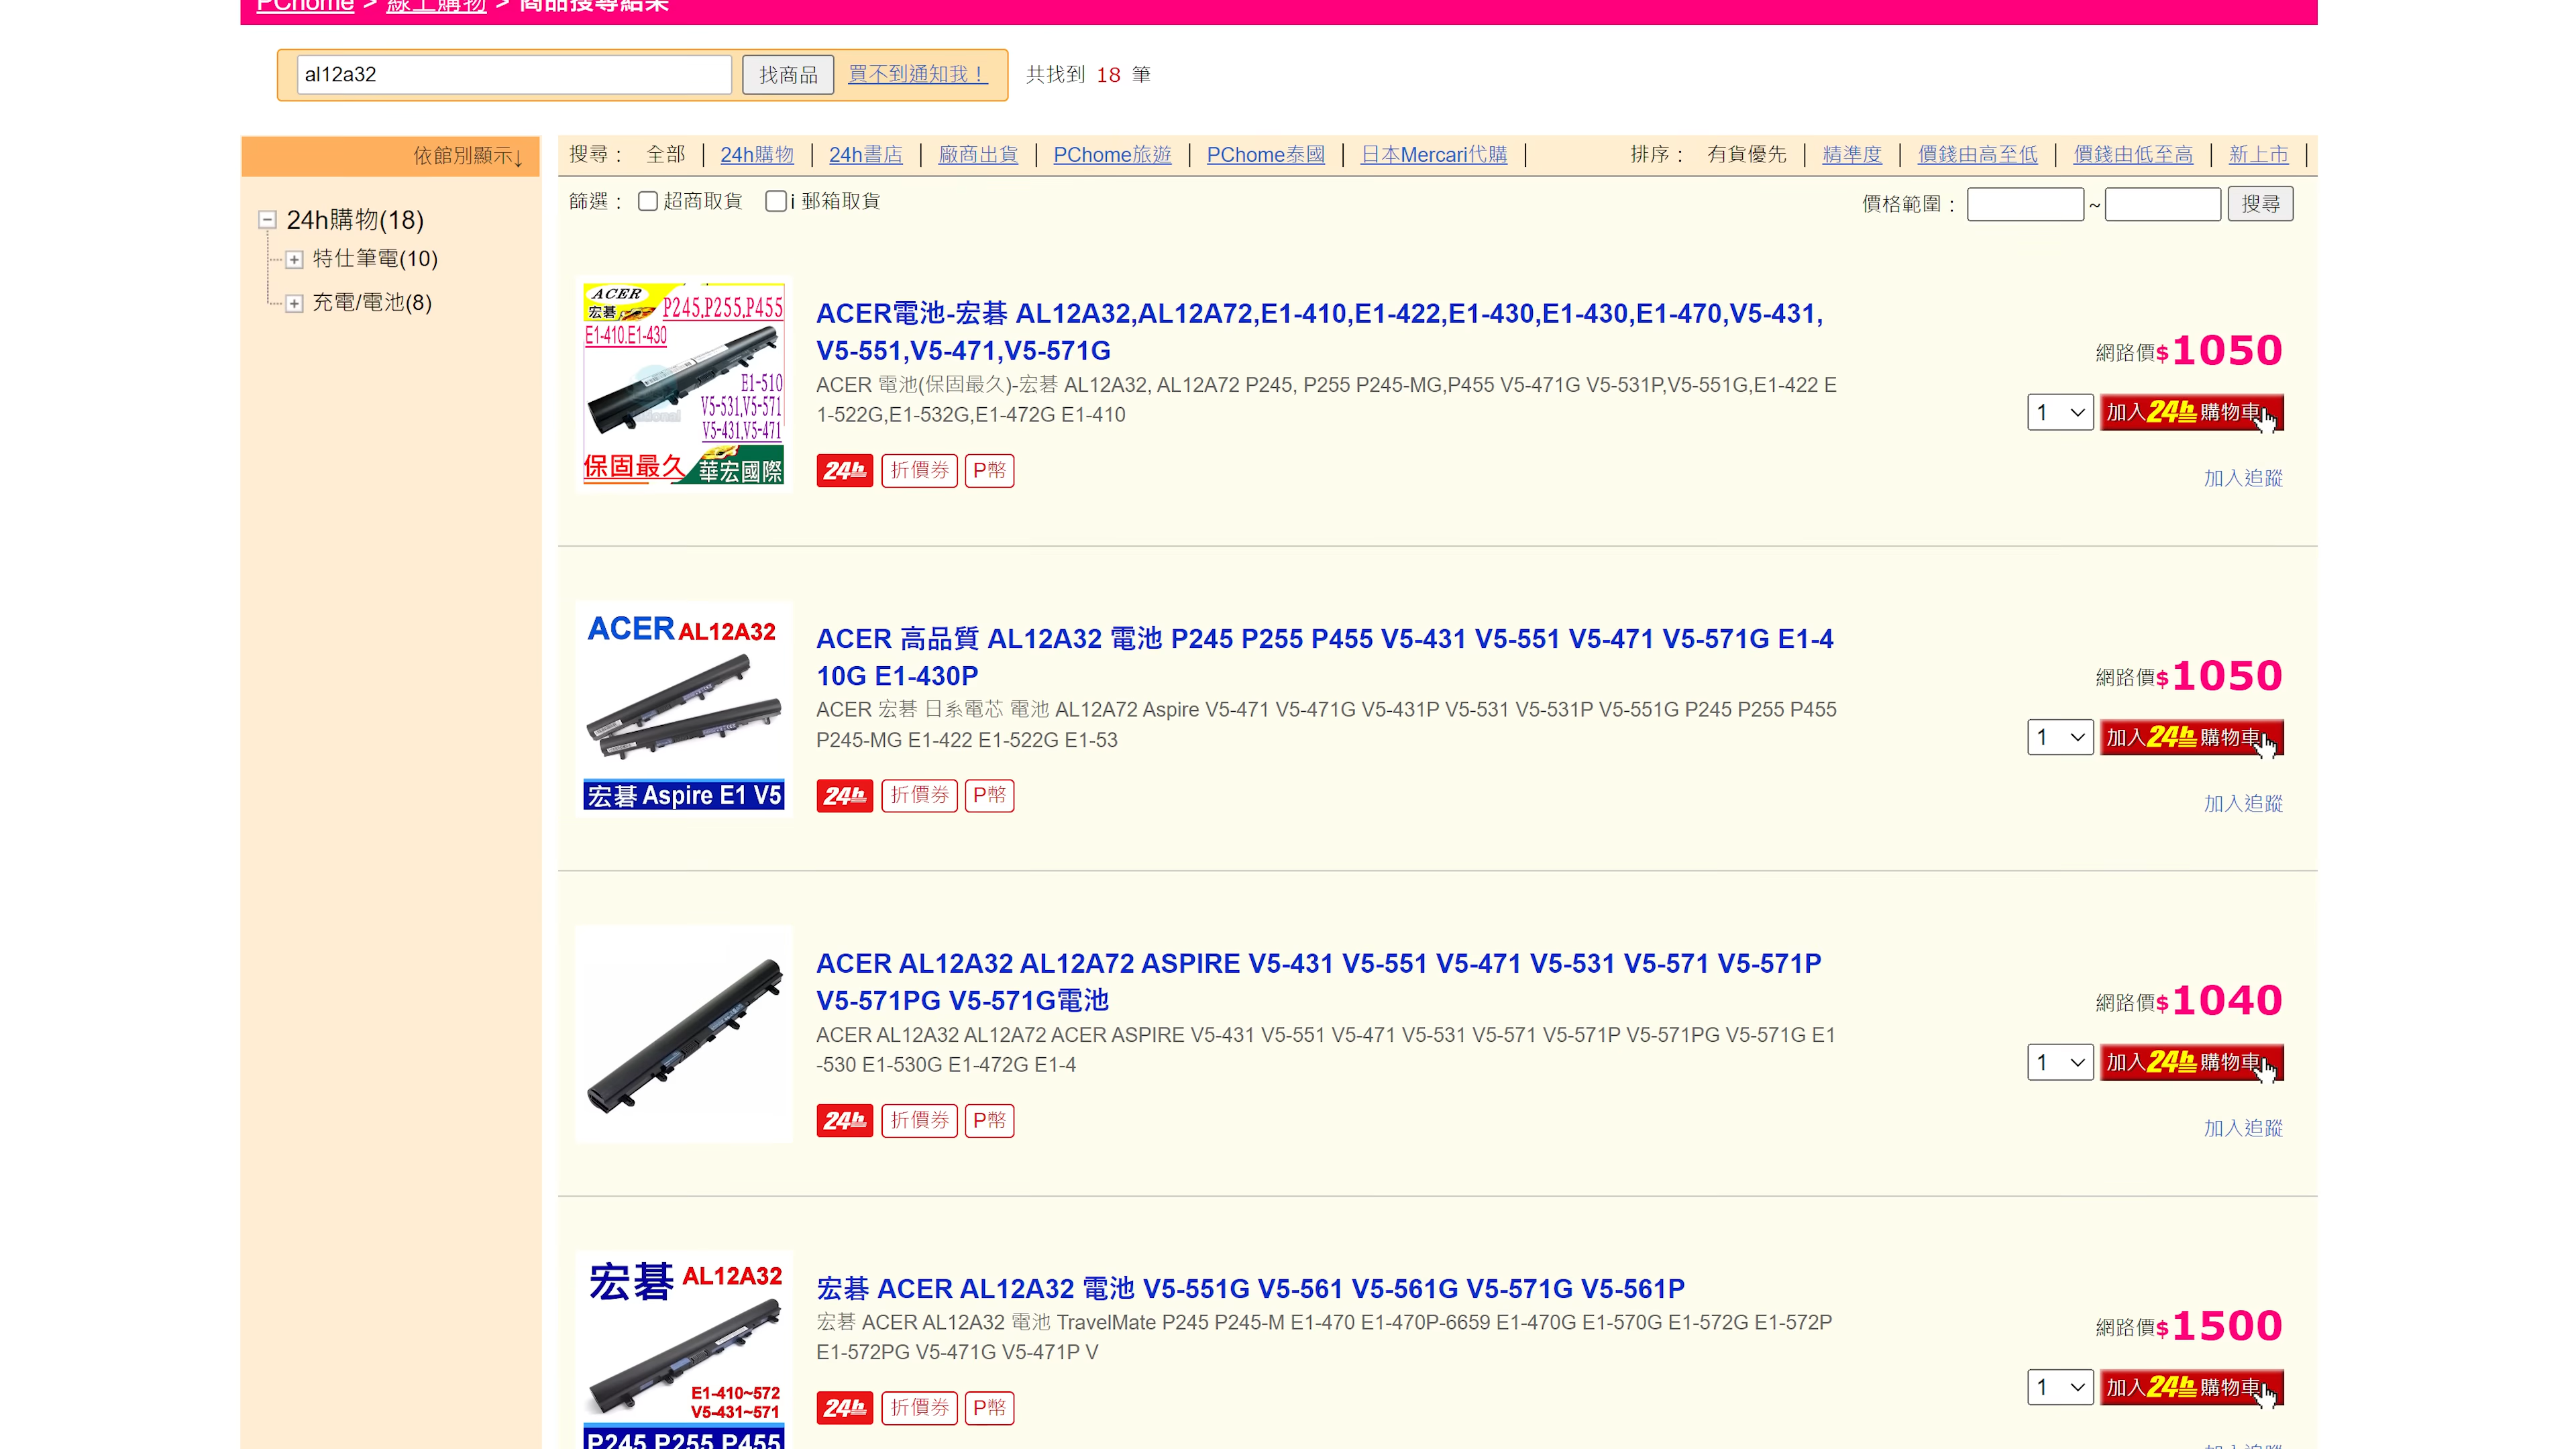 PChome > 線上購物 > 商品搜尋結果
al12a32 找商品 買不到通知我！ 共找到 18 筆
依館別顯示↓
24h購物(18)
特仕筆電(10)
充電/電池(8)
搜尋： 全部 | 24h購物 | 24h書店 | 廠商出貨 | PChome旅遊 | PChome泰國 | 日本Mercari代購 | 排序： 有貨優先 | 精準度 | 價錢由高至低 | 價錢由低至高 | 新上市 |
篩選： 超商取貨 i 郵箱取貨 價格範圍： ~ 搜尋
ACER
宏碁
P245,P255,P455
E1-410.E1-430
E1-510
V5-531,V5-571
V5-431,V5-471
保固最久
華宏國際
ACER電池-宏碁 AL12A32,AL12A72,E1-410,E1-422,E1-430,E1-430,E1-470,V5-431,
V5-551,V5-471,V5-571G
ACER 電池(保固最久)-宏碁 AL12A32, AL12A72 P245, P255 P245-MG,P455 V5-471G V5-531P,V5-551G,E1-422 E
1-522G,E1-532G,E1-472G E1-410
24h 折價券 P幣
網路價$1050
1 加入24h購物車
加入追蹤
ACER AL12A32
宏碁 Aspire E1 V5
ACER 高品質 AL12A32 電池 P245 P255 P455 V5-431 V5-551 V5-471 V5-571G E1-4
10G E1-430P
ACER 宏碁 日系電芯 電池 AL12A72 Aspire V5-471 V5-471G V5-431P V5-531 V5-531P V5-551G P245 P255 P455
P245-MG E1-422 E1-522G E1-53
24h 折價券 P幣
網路價$1050
1 加入24h購物車
加入追蹤
ACER AL12A32 AL12A72 ASPIRE V5-431 V5-551 V5-471 V5-531 V5-571 V5-571P
V5-571PG V5-571G電池
ACER AL12A32 AL12A72 ACER ASPIRE V5-431 V5-551 V5-471 V5-531 V5-571 V5-571P V5-571PG V5-571G E1
-530 E1-530G E1-472G E1-4
24h 折價券 P幣
網路價$1040
1 加入24h購物車
加入追蹤
宏碁 AL12A32
E1-410~572
V5-431~571
P245 P255 P455
宏碁 ACER AL12A32 電池 V5-551G V5-561 V5-561G V5-571G V5-561P
宏碁 ACER AL12A32 電池 TravelMate P245 P245-M E1-470 E1-470P-6659 E1-470G E1-570G E1-572G E1-572P
E1-572PG V5-471G V5-471P V
24h 折價券 P幣
網路價$1500
1 加入24h購物車